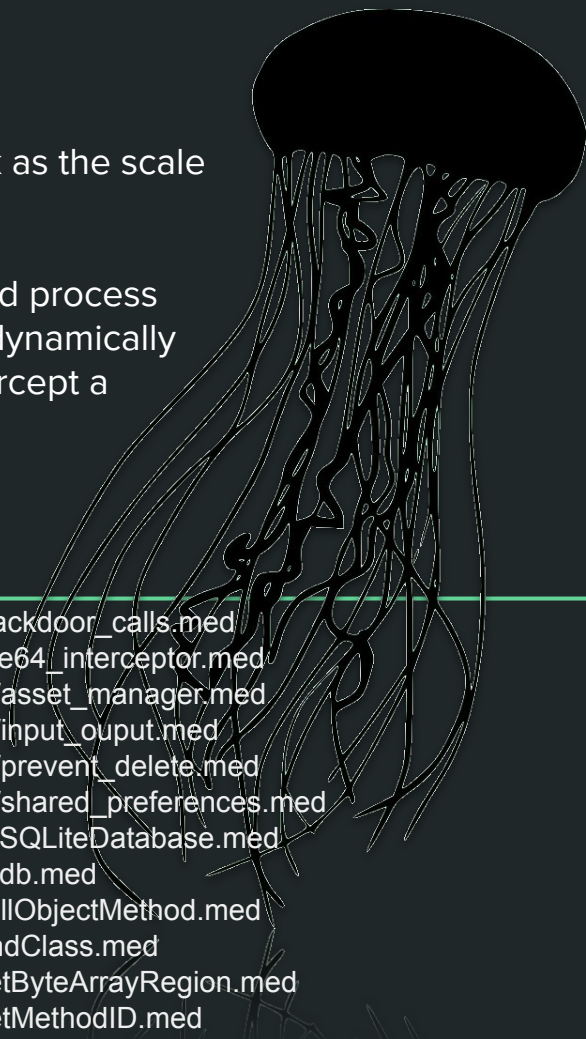 as the scale
d process
dynamically
rcept a
ackdoor_calls.med
e64_interceptor.med
/asset_manager.med
/input_ouput.med
/prevent_delete.med
/shared_preferences.med
SQLiteDatabase.med
db.med
llObjectMethod.med
ndClass.med
etByteArrayRegion.med
etMethodID.med